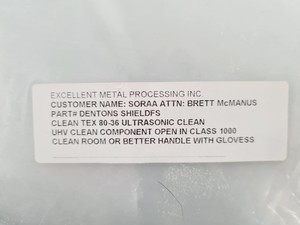 EXCELLENT METAL PROCESSING INC.
CUSTOMER NAME: SORAA ATTN: BRETT McMANUS
PART# DENTONS SHIELDFS
CLEAN TEX 80-36 ULTRASONIC CLEAN
UHV CLEAN COMPONENT OPEN IN CLASS 1000
CLEAN ROOM OR BETTER HANDLE WITH GLOVESS